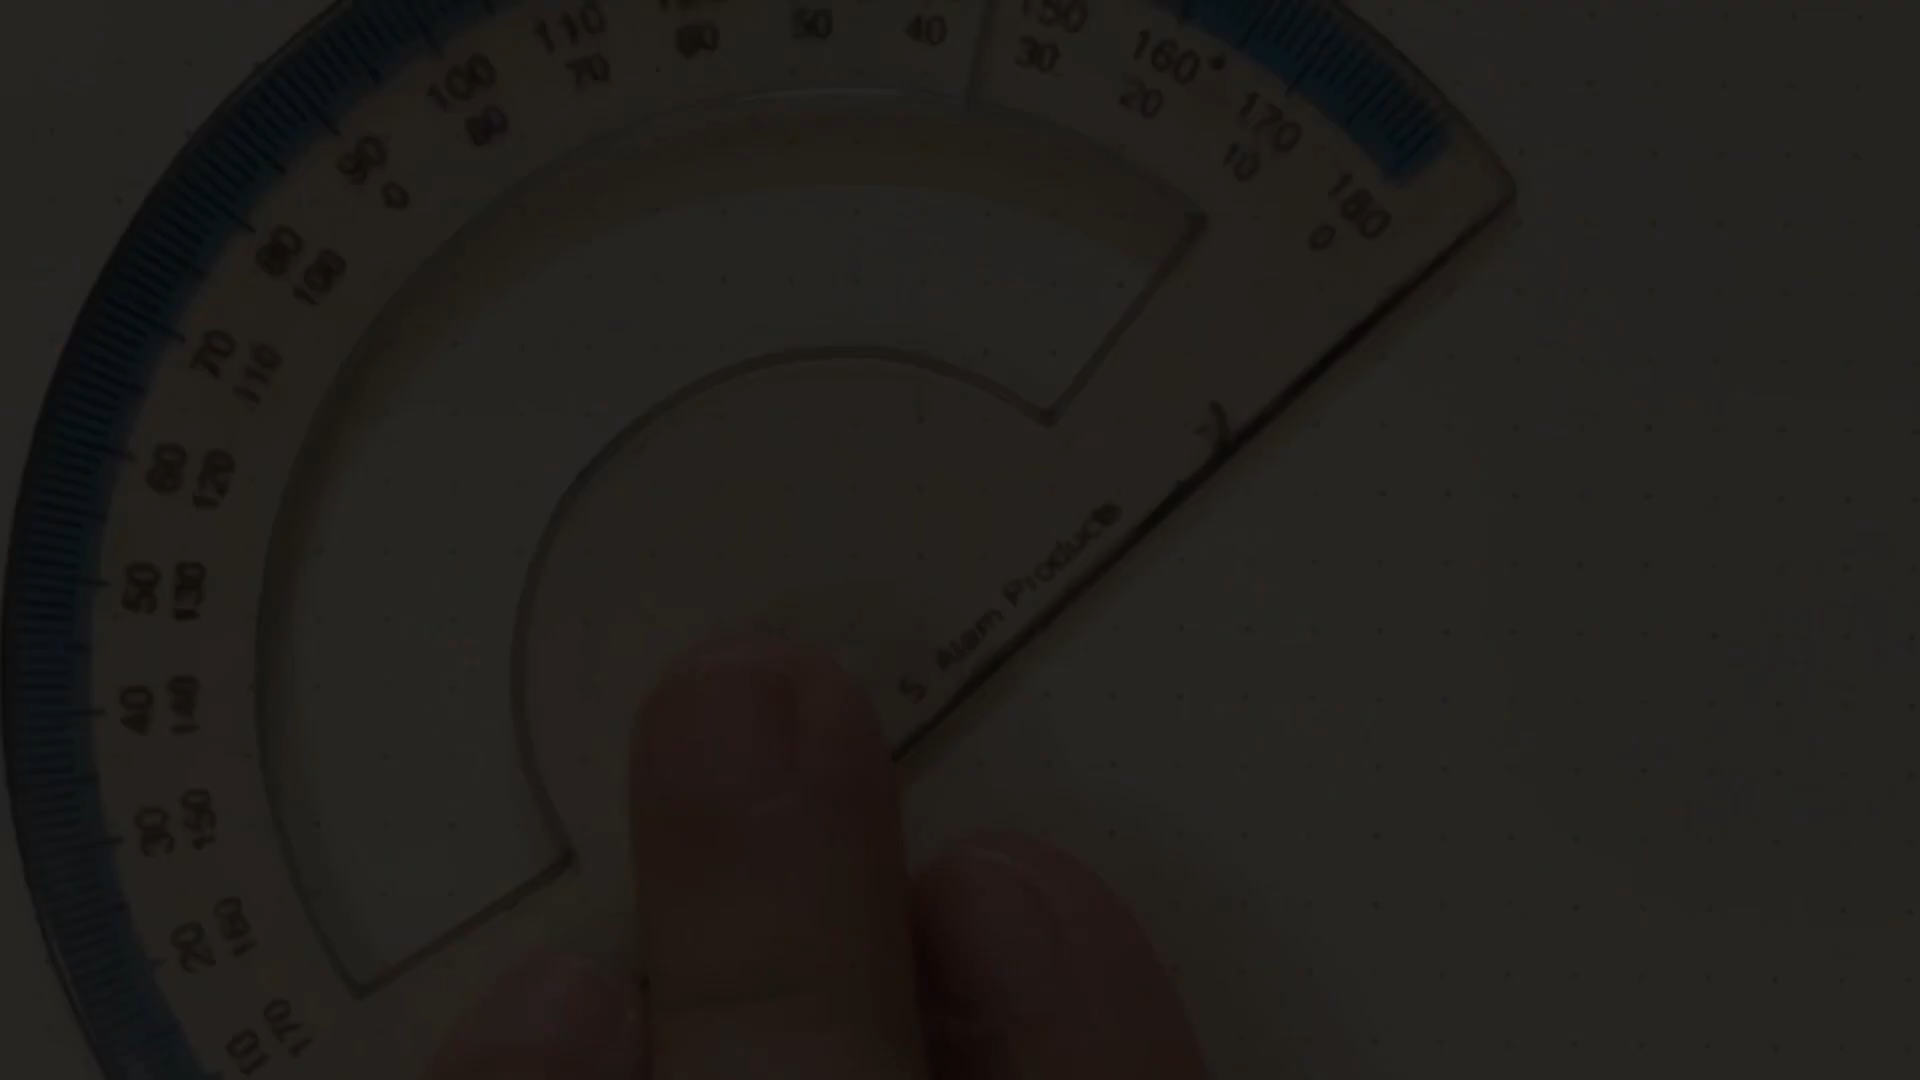 10 20 30 40 50 60 70 80 90 100 110 150 160 170 180
170 160 150 140 130 120 110 100 0 80 70 60 50 40 30 20 10 0
S Alam Products